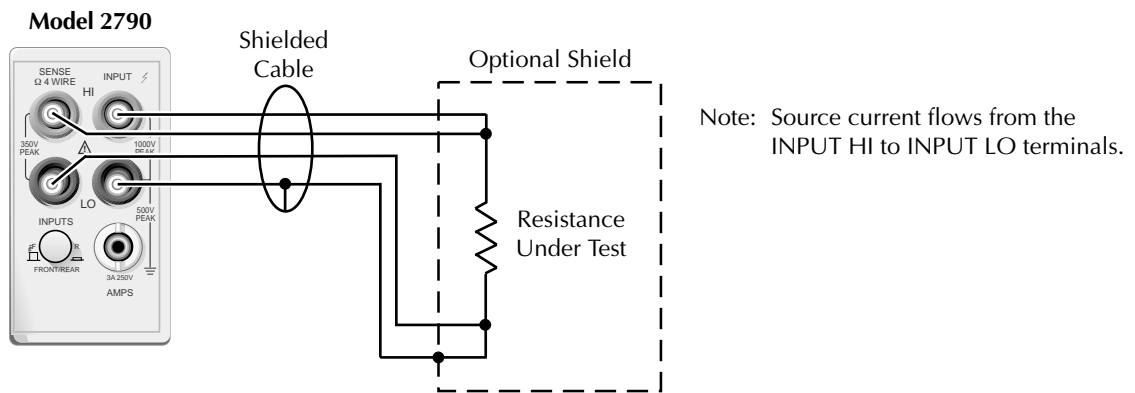 Model 2790
SENSE
Ω 4 WIRE
INPUT
HI
350V
PEAK
1000V
PEAK
LO
500V
PEAK
INPUTS
F
R
FRONT/REAR
3A 250V
AMPS
Shielded
Cable
Optional Shield
Resistance
Under Test
Note: Source current flows from the
INPUT HI to INPUT LO terminals.